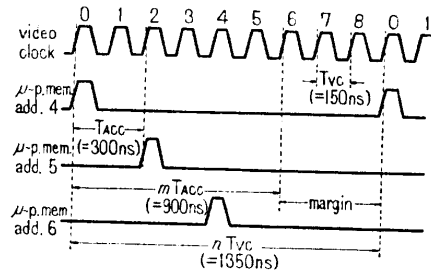 0 1 2 3 4 5 6 7 8 0 1
video
clock
Tvc
(=150ns)
μ-p.mem.
add. 4
TACC
(=300ns)
μ-p.mem.
add. 5
mTACC
(=900ns)
margin
μ-p.mem.
add. 6
nTvc
(=1350ns)